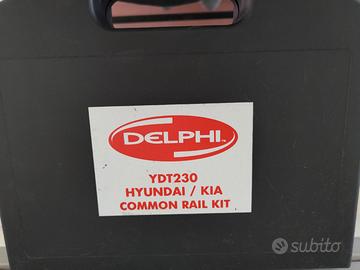 DELPHI
YDT230
HYUNDAI / KIA
COMMON RAIL KIT
subito